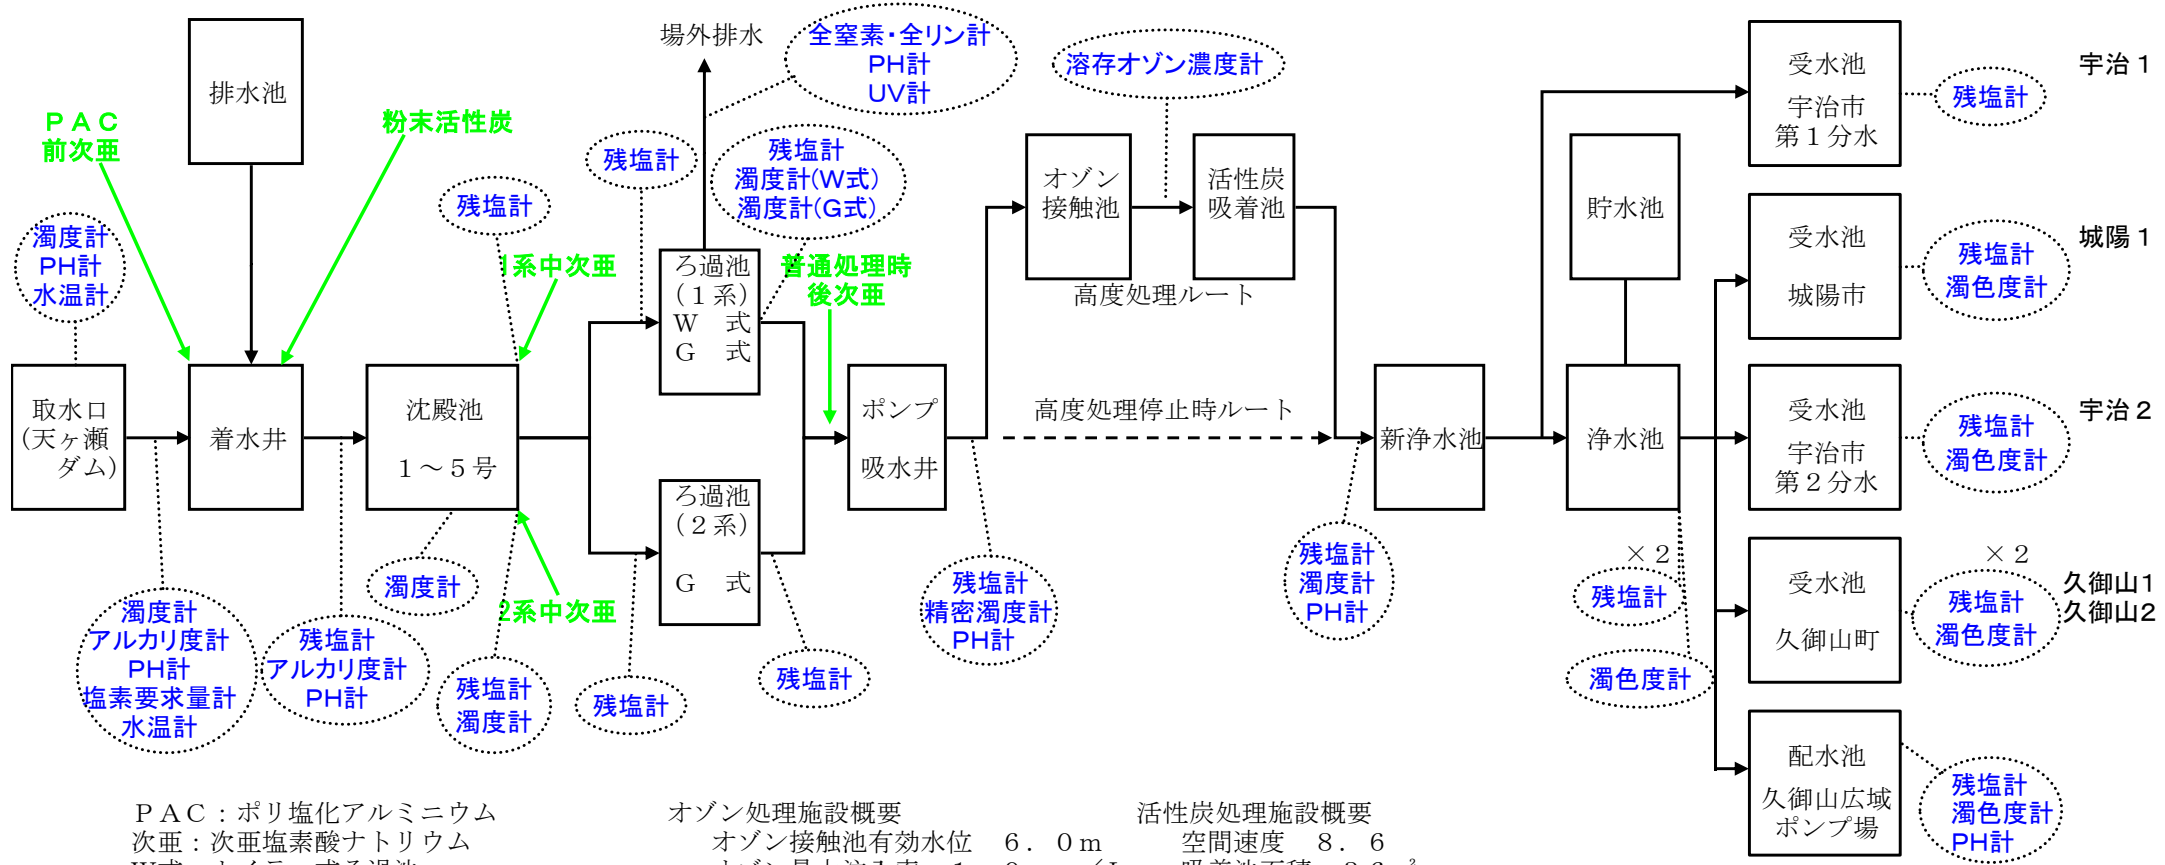 排水池
PAC
前次亜
粉末活性炭
濁度計
PH計
水温計
取水口
(天ヶ瀬
ダム)
着水井
沈殿池
1～5号
濁度計
アルカリ度計
PH計
塩素要求量計
水温計
残塩計
アルカリ度計
PH計
濁度計
残塩計
1系中次亜
2系中次亜
残塩計
濁度計
残塩計
残塩計
場外排水
全窒素・全リン計
PH計
UV計
残塩計
濁度計(W式)
濁度計(G式)
ろ過池
(1系)
W 式
G 式
ろ過池
(2系)
G 式
残塩計
普通処理時
後次亜
ポンプ
吸水井
残塩計
精密濁度計
PH計
溶存オゾン濃度計
オゾン
接触池
活性炭
吸着池
高度処理ルート
高度処理停止時ルート
残塩計
濁度計
PH計
新浄水池
貯水池
浄水池
×2
残塩計
濁色度計
受水池
宇治市
第1分水
残塩計
宇治1
受水池
城陽市
残塩計
濁色度計
城陽1
受水池
宇治市
第2分水
残塩計
濁色度計
宇治2
受水池
久御山町
×2
残塩計
濁色度計
久御山1
久御山2
配水池
久御山広域
ポンプ場
残塩計
濁色度計
PH計
PAC：ポリ塩化アルミニウム
次亜：次亜塩素酸ナトリウム
オゾン処理施設概要
オゾン接触池有効水位 6．0m
活性炭処理施設概要
空間速度 8．6